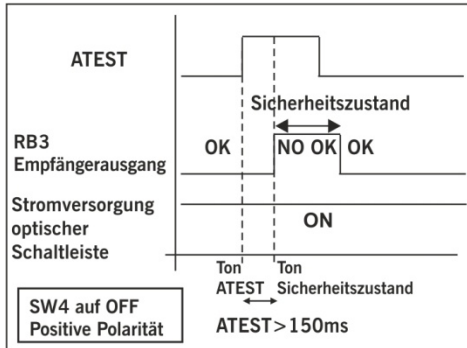 ATEST
Sicherheitszustand
RB3
Empfängerausgang
OK NO OK OK
Stromversorgung
optischer
Schaltleiste
ON
Ton Ton
ATEST Sicherheitszustand
SW4 auf OFF
Positive Polarität
ATEST>150ms